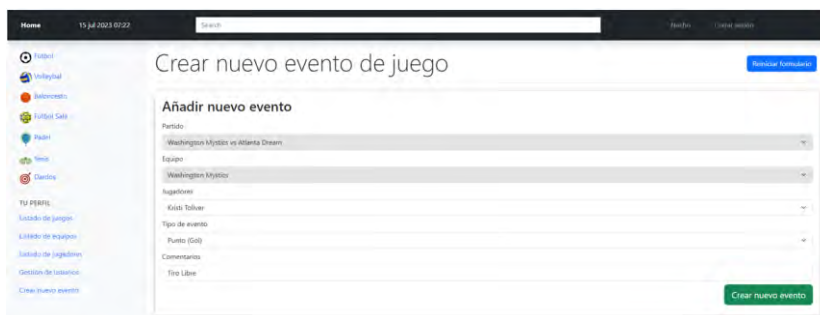 Home 15 jul 2023 07:22 Search Nacho Cerrar sesión
Fútbol
Volleybal
Baloncesto
Fútbol Sala
Padel
Tenis
Dardos
TU PERFIL
Listado de juegos
Listado de equipos
Listado de jugadores
Gestión de usuarios
Crear nuevo evento
Crear nuevo evento de juego
Reiniciar formulario
Añadir nuevo evento
Partido
Washington Mystics vs Atlanta Dream
Equipo
Washington Mystics
Jugadores
Kristi Toliver
Tipo de evento
Punto (Gol)
Comentarios
Tiro Libre
Crear nuevo evento